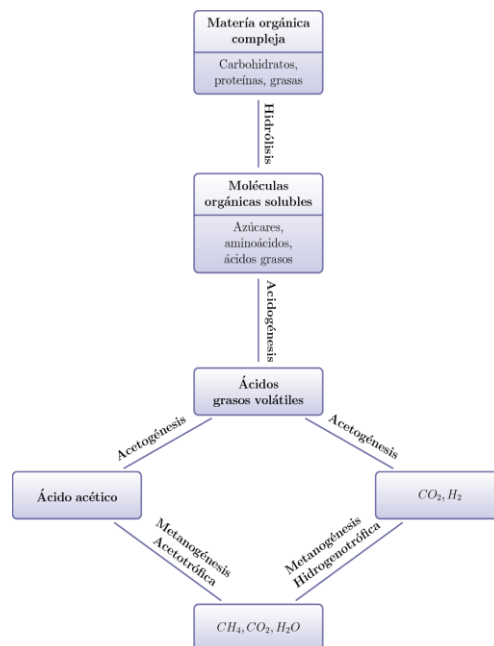 Matería orgánica
compleja
Carbohidratos,
proteínas, grasas
Hidrólisis
Moléculas
orgánicas solubles
Azúcares,
aminoácidos,
ácidos grasos
Acidogénesis
Ácidos
grasos volátiles
Acetogénesis
Acetogénesis
Ácido acético
CO₂, H₂
Metanogénesis
Acetotrófica
Metanogénesis
Hidrogenotrófica
CH₄, CO₂, H₂O